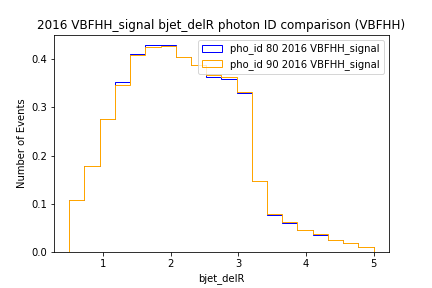 2016 VBFHH_signal bjet_delR photon ID comparison (VBFHH)
pho_id 80 2016 VBFHH_signal
pho_id 90 2016 VBFHH_signal
Number of Events
0.4
0.3
0.2
0.1
0.0
1 2 3 4 5
bjet_delR